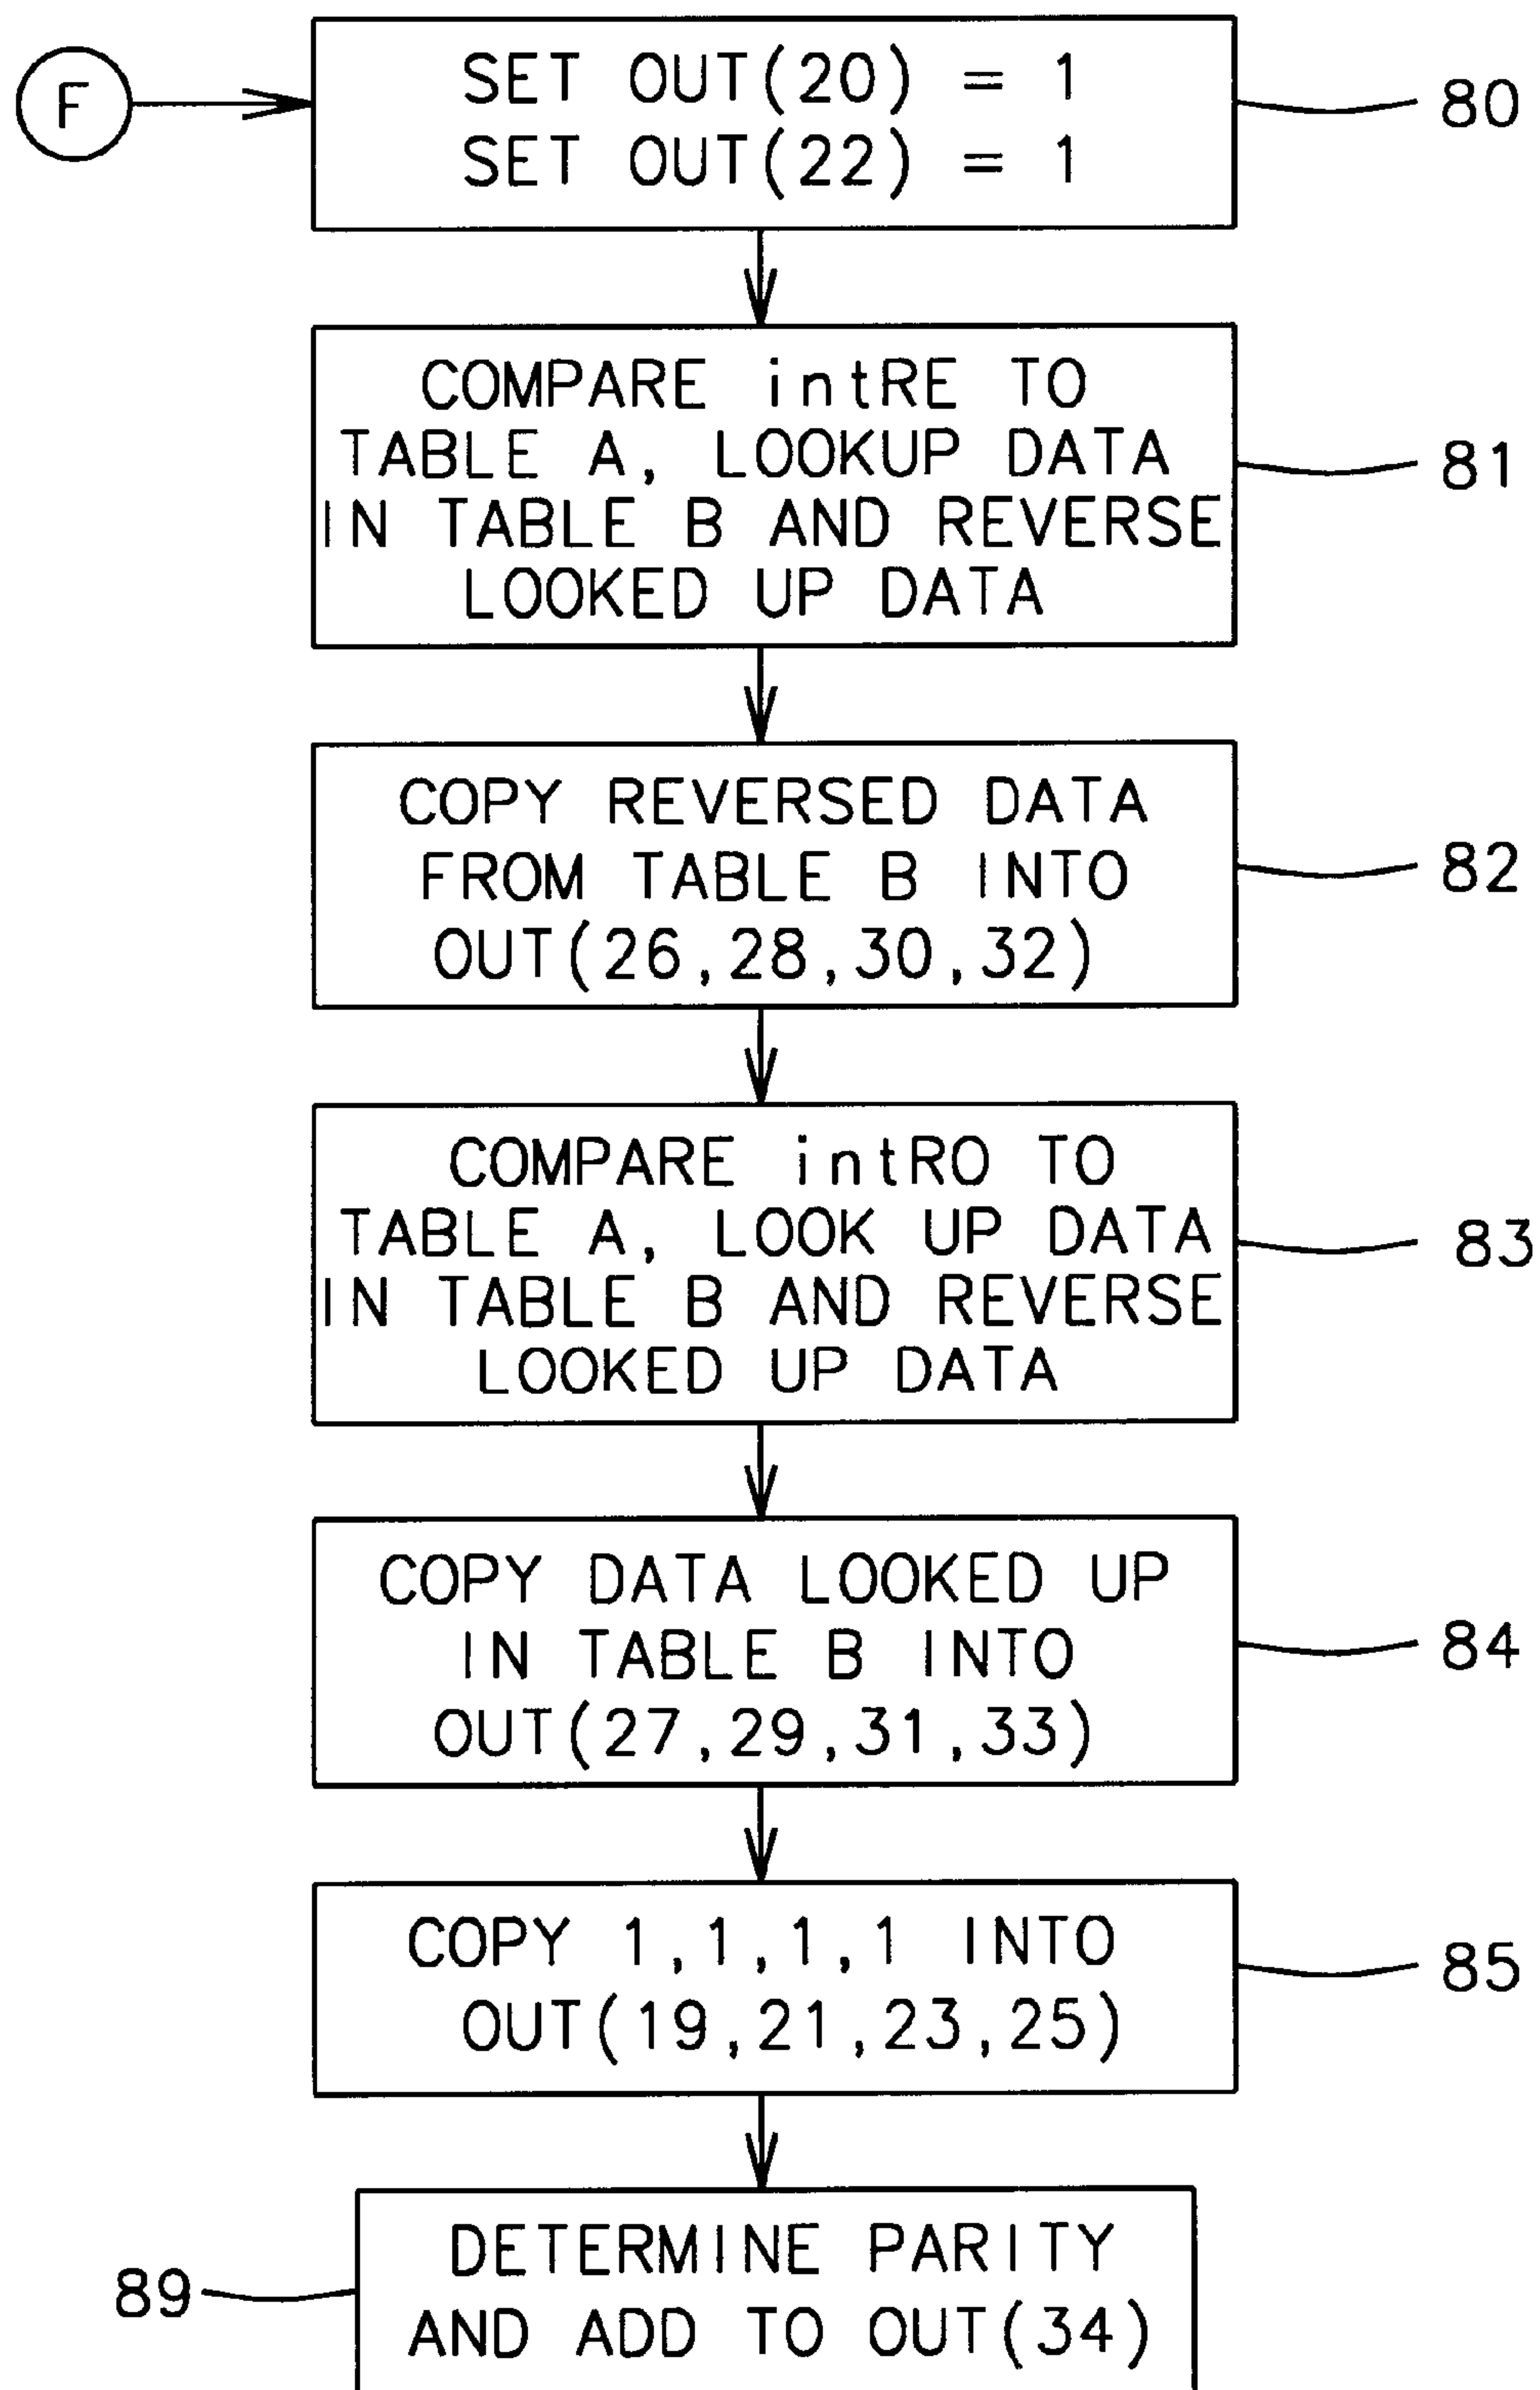 F
SET OUT(20) = 1
SET OUT(22) = 1
80
COMPARE intRE TO
TABLE A, LOOKUP DATA
IN TABLE B AND REVERSE
LOOKED UP DATA
81
COPY REVERSED DATA
FROM TABLE B INTO
OUT(26,28,30,32)
82
COMPARE intRO TO
TABLE A, LOOK UP DATA
IN TABLE B AND REVERSE
LOOKED UP DATA
83
COPY DATA LOOKED UP
IN TABLE B INTO
OUT(27,29,31,33)
84
COPY 1,1,1,1 INTO
OUT(19,21,23,25)
85
DETERMINE PARITY
AND ADD TO OUT(34)
89